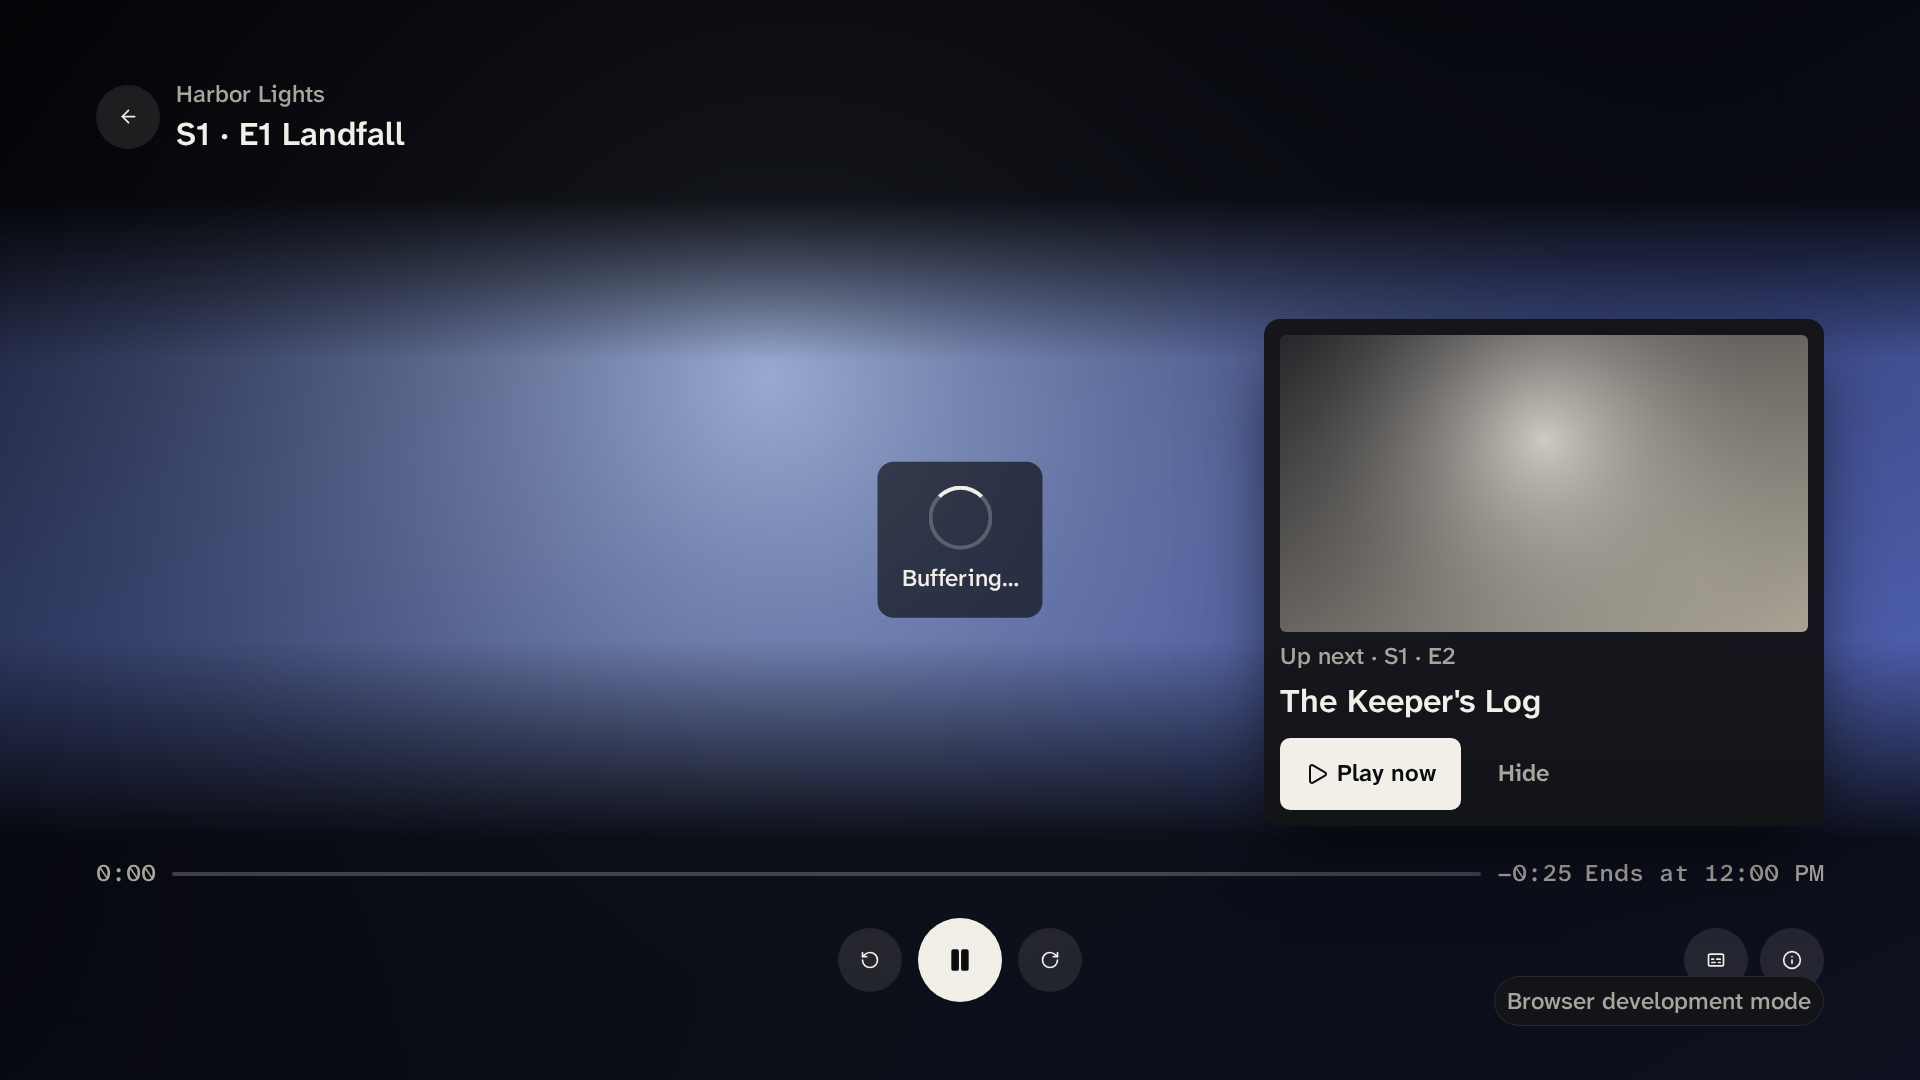 Harbor Lights
S1 · E1 Landfall
Buffering...
Up next · S1 · E2
The Keeper's Log
Play now
Hide
0:00
−0:25 Ends at 12:00 PM
Browser development mode